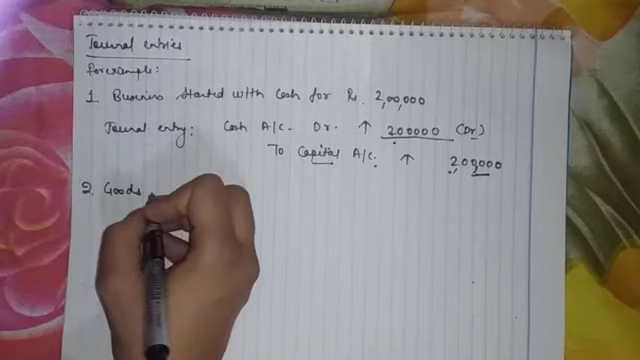 Journal entries
For example:
1. Business started with Cash for Rs. 2,00,000
Journal entry: Cash A/C- Dr. ↑ 200000 (Dr)
To Capital A/C. ↑ 200000
2. Goods